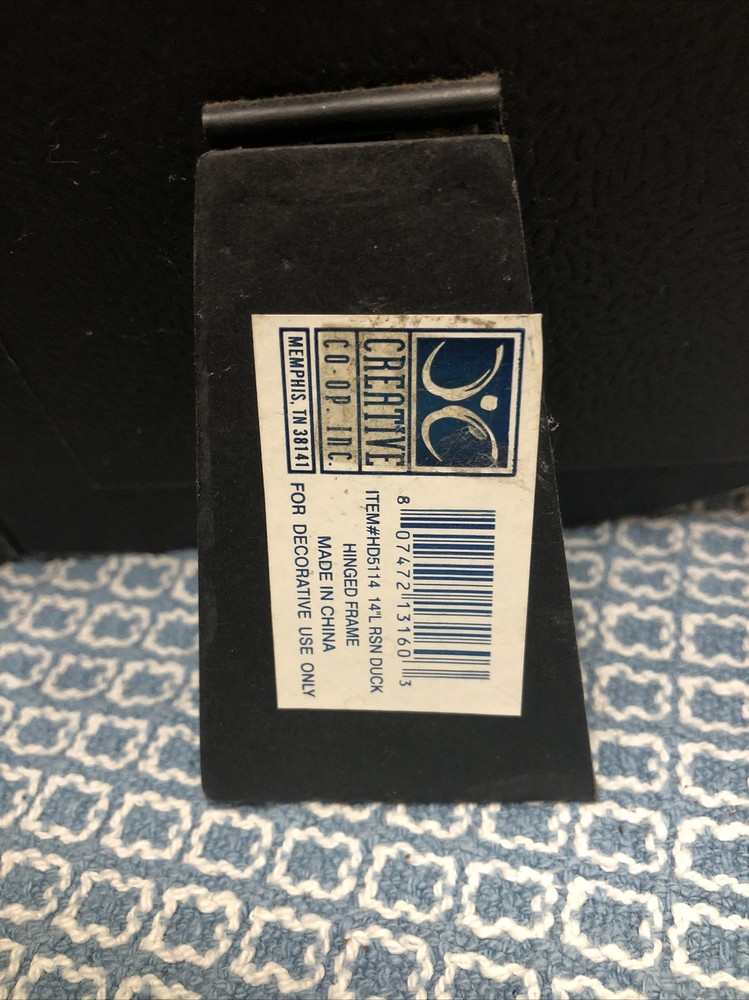 CREATIVE
CO·OP. INC.
MEMPHIS, TN 38141
8 07472 13160 3
ITEM#HD5114 14"L RSN DUCK
HINGED FRAME
MADE IN CHINA
FOR DECORATIVE USE ONLY